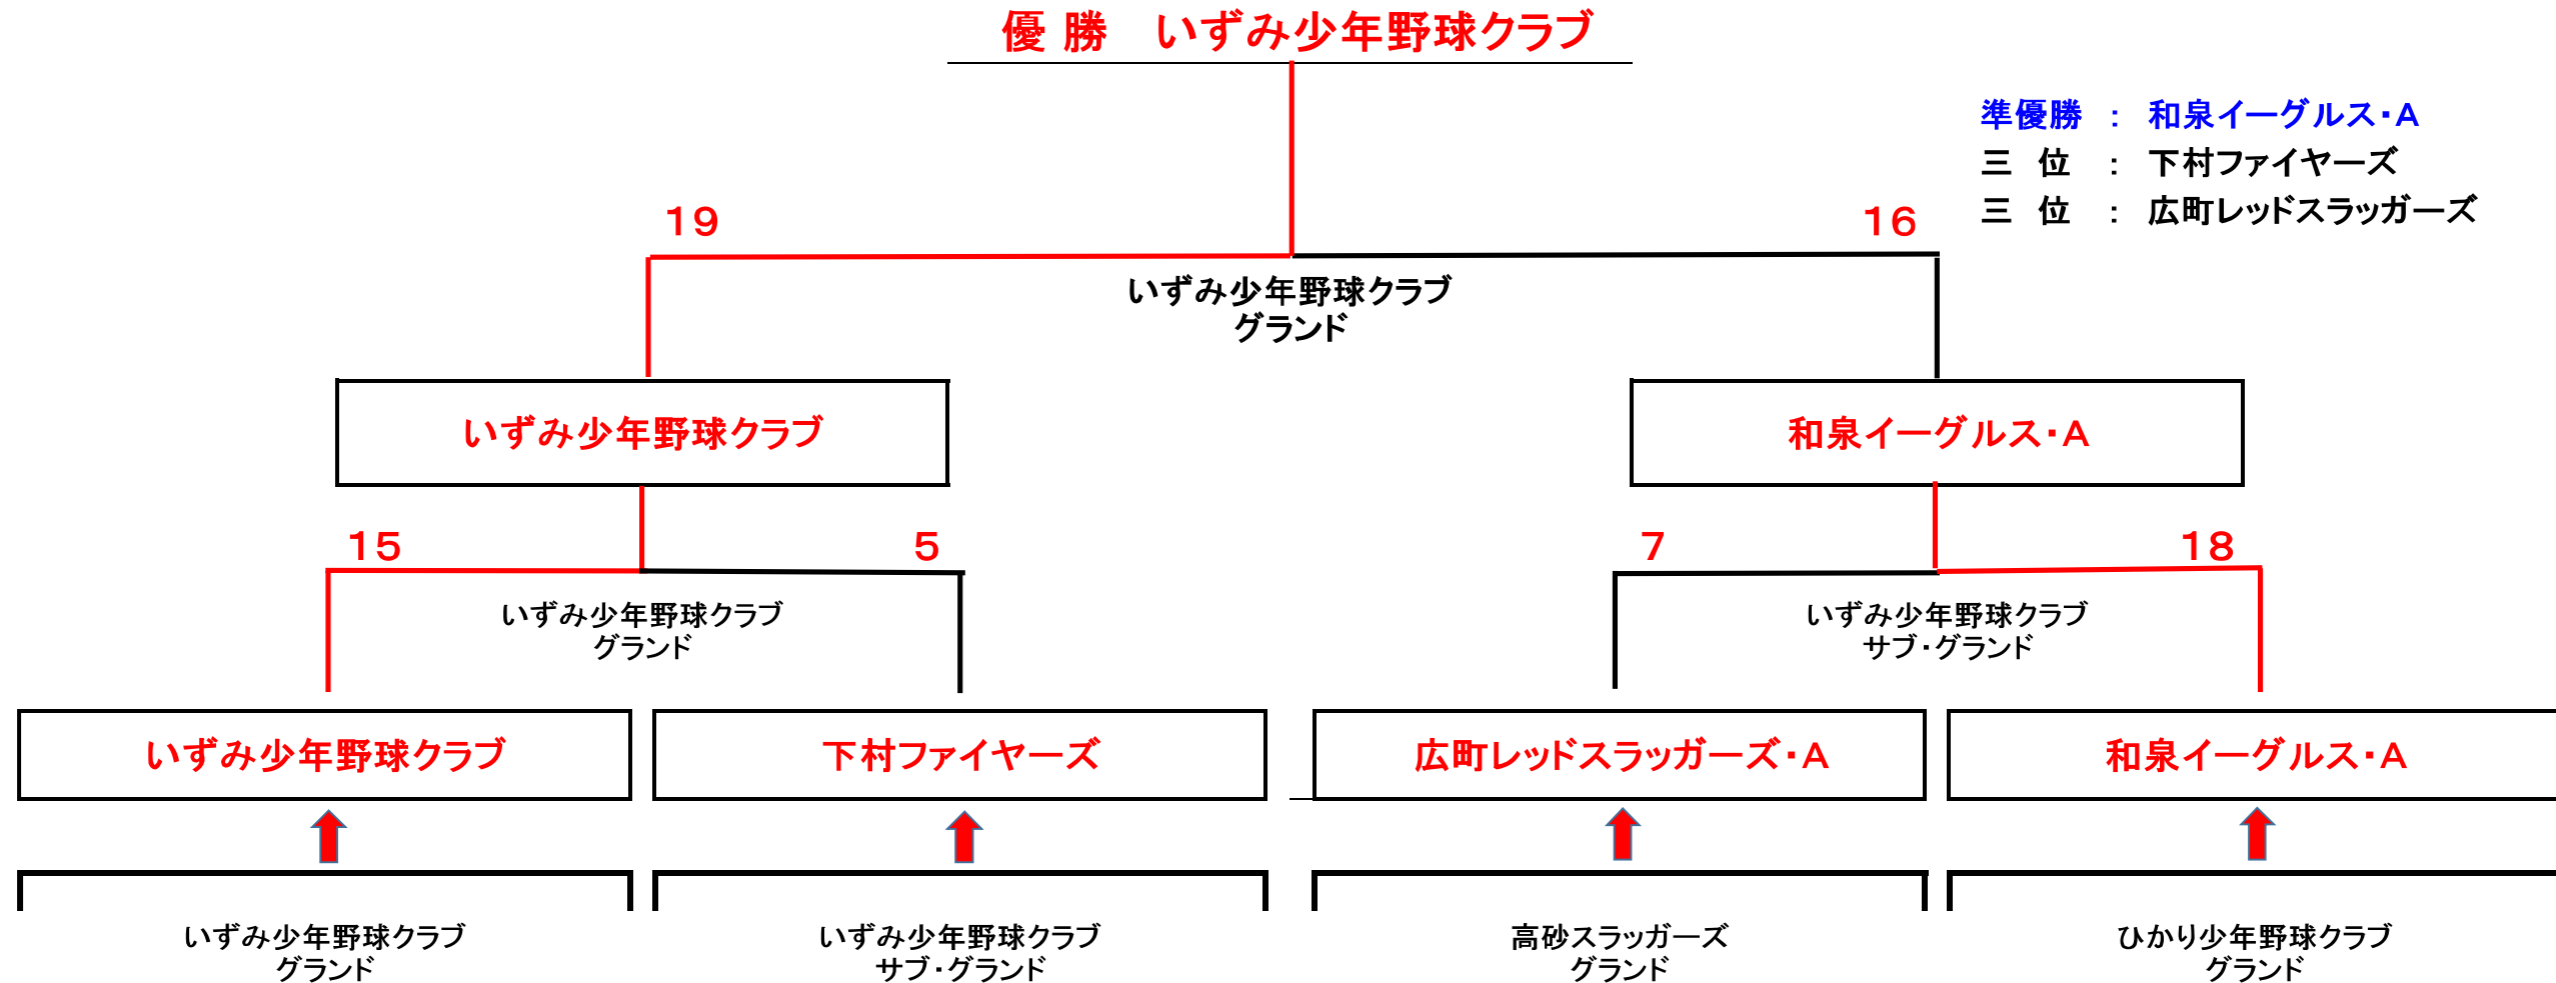 優 勝　いずみ少年野球クラブ
準優勝　：　和泉イーグルス・A
三　位　：　下村ファイヤーズ
三　位　：　広町レッドスラッガーズ
19
16
いずみ少年野球クラブ
グランド
いずみ少年野球クラブ
和泉イーグルス・A
15
5
7
18
いずみ少年野球クラブ
グランド
いずみ少年野球クラブ
サブ・グランド
いずみ少年野球クラブ
下村ファイヤーズ
広町レッドスラッガーズ・A
和泉イーグルス・A
いずみ少年野球クラブ
グランド
いずみ少年野球クラブ
サブ・グランド
高砂スラッガーズ
グランド
ひかり少年野球クラブ
グランド